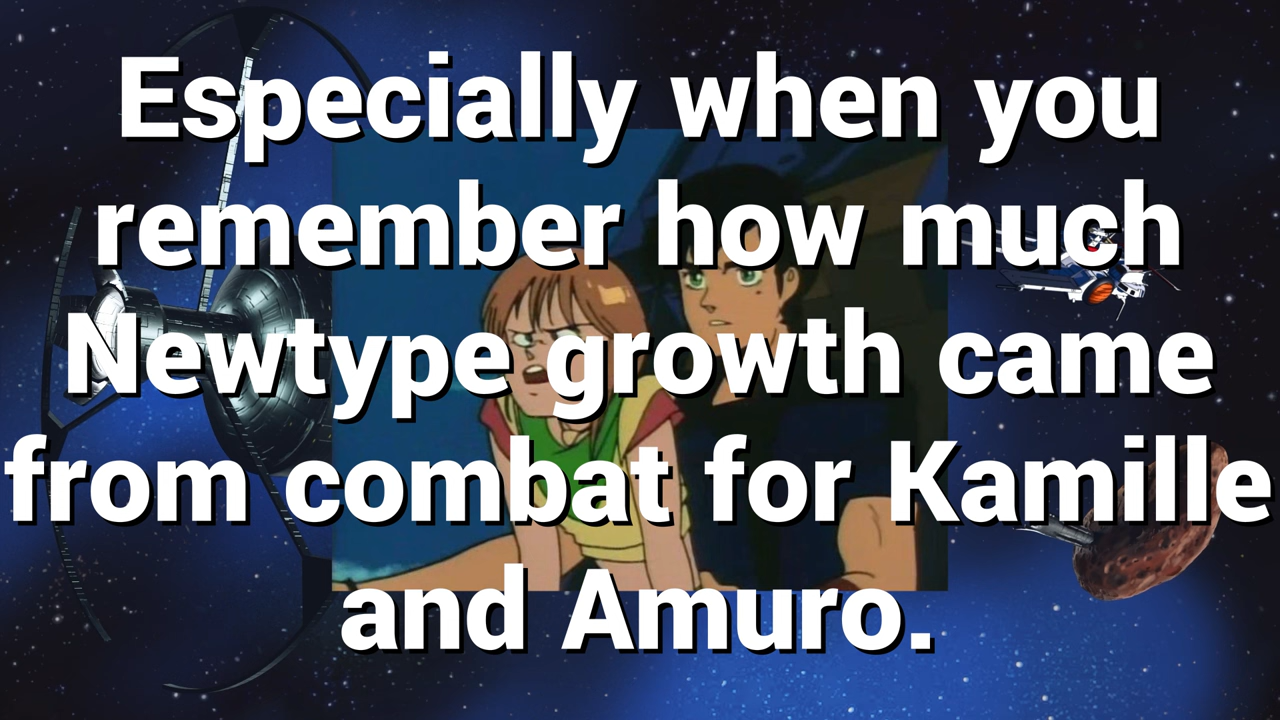 Especially when you
remember how much
Newtype growth came
from combat for Kamille
and Amuro.